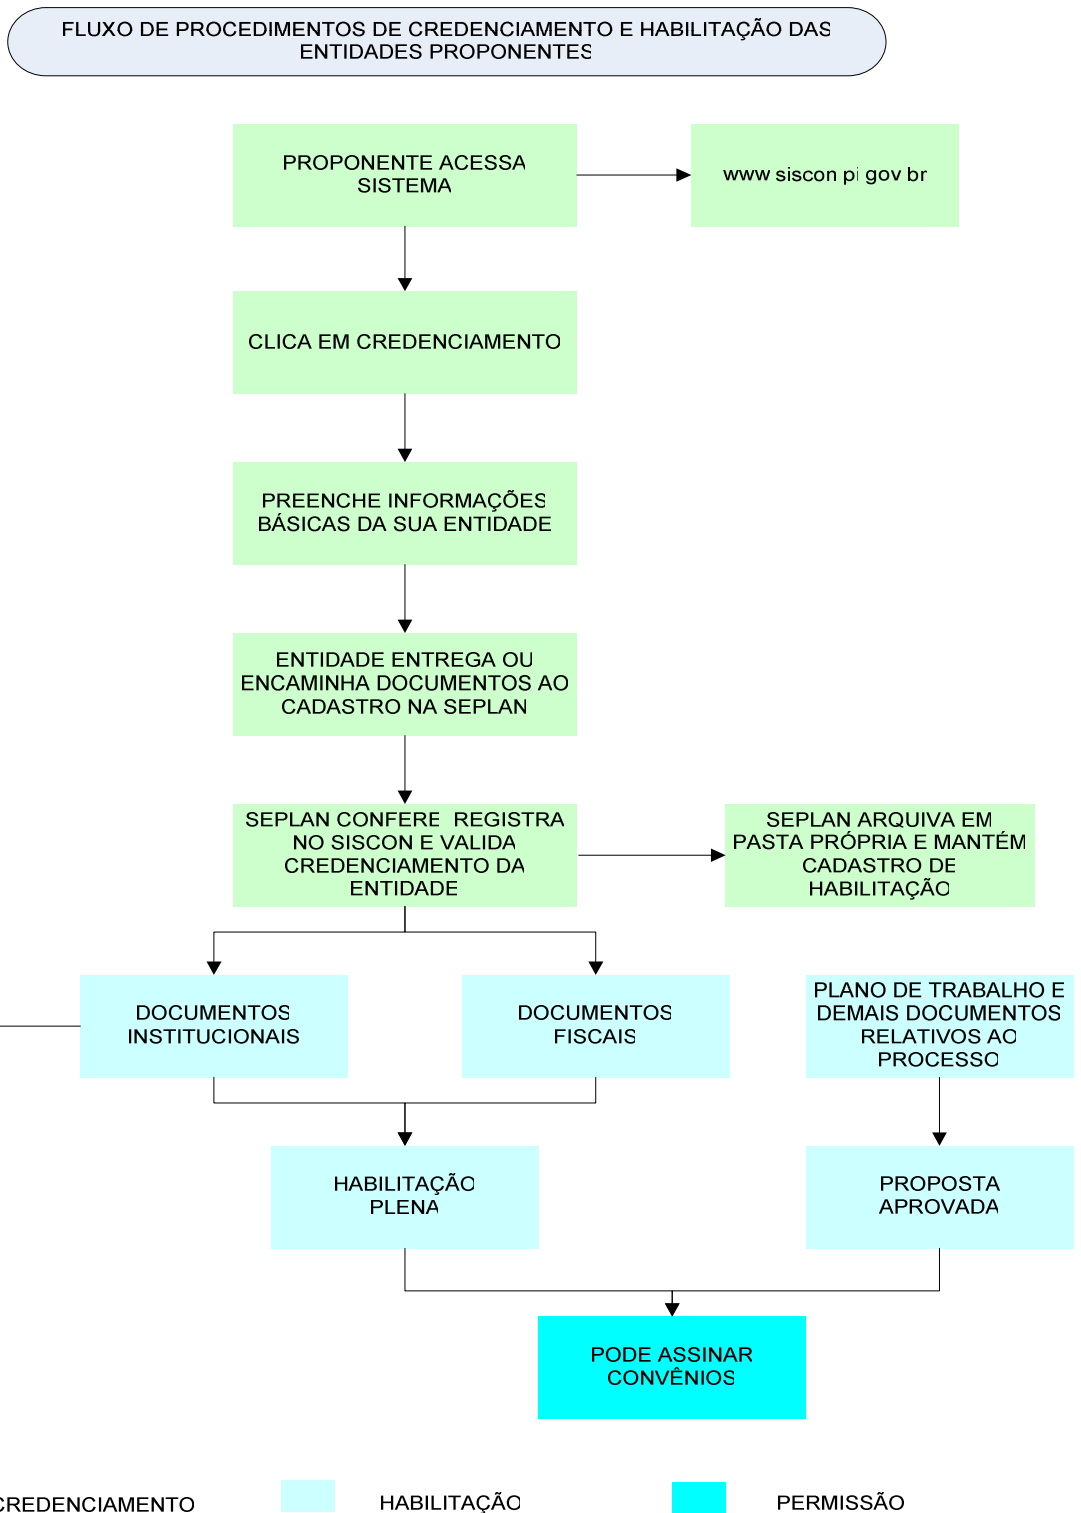 FLUXO DE PROCEDIMENTOS DE CREDENCIAMENTO E HABILITAÇÃO DAS
ENTIDADES PROPONENTES
PROPONENTE ACESSA
SISTEMA
www siscon pi gov br
CLICA EM CREDENCIAMENTO
PREENCHE INFORMAÇÕES
BÁSICAS DA SUA ENTIDADE
ENTIDADE ENTREGA OU
ENCAMINHA DOCUMENTOS AO
CADASTRO NA SEPLAN
SEPLAN CONFERE REGISTRA
NO SISCON E VALIDA
CREDENCIAMENTO DA
ENTIDADE
SEPLAN ARQUIVA EM
PASTA PRÓPRIA E MANTÉM
CADASTRO DE
HABILITAÇÃO
DOCUMENTOS
INSTITUCIONAIS
DOCUMENTOS
FISCAIS
PLANO DE TRABALHO E
DEMAIS DOCUMENTOS
RELATIVOS AO
PROCESSO
HABILITAÇÃO
PLENA
PROPOSTA
APROVADA
PODE ASSINAR
CONVÊNIOS
CREDENCIAMENTO
HABILITAÇÃO
PERMISSÃO